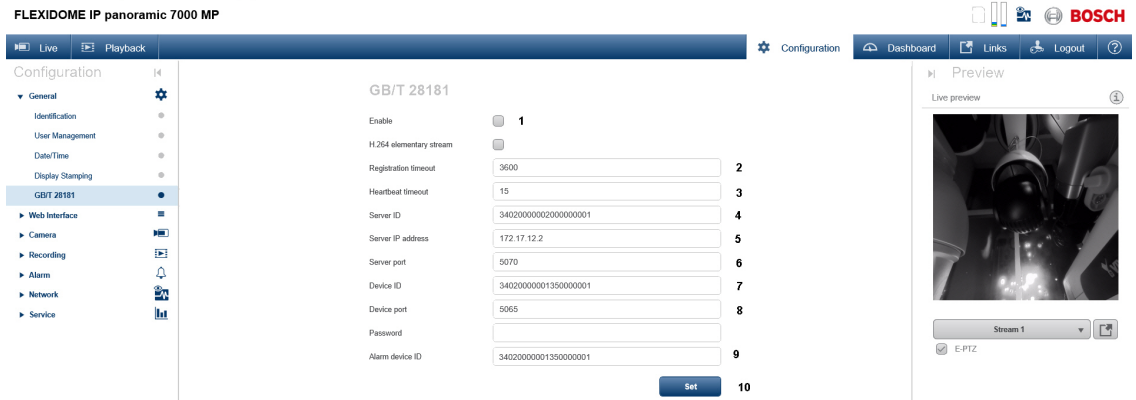 FLEXIDOME IP panoramic 7000 MP
BOSCH
Live Playback Configuration Dashboard Links Logout ?
Configuration
General
Identification
User Management
Date/Time
Display Stamping
GB/T 28181
Web Interface
Camera
Recording
Alarm
Network
Service
GB/T 28181
Enable 1
H.264 elementary stream
Registration timeout 3600 2
Heartbeat timeout 15 3
Server ID 34020000002000000001 4
Server IP address 172.17.12.2 5
Server port 5070 6
Device ID 34020000001350000001 7
Device port 5065 8
Password
Alarm device ID 34020000001350000001 9
Set 10
Preview
Live preview i
Stream 1
E-PTZ